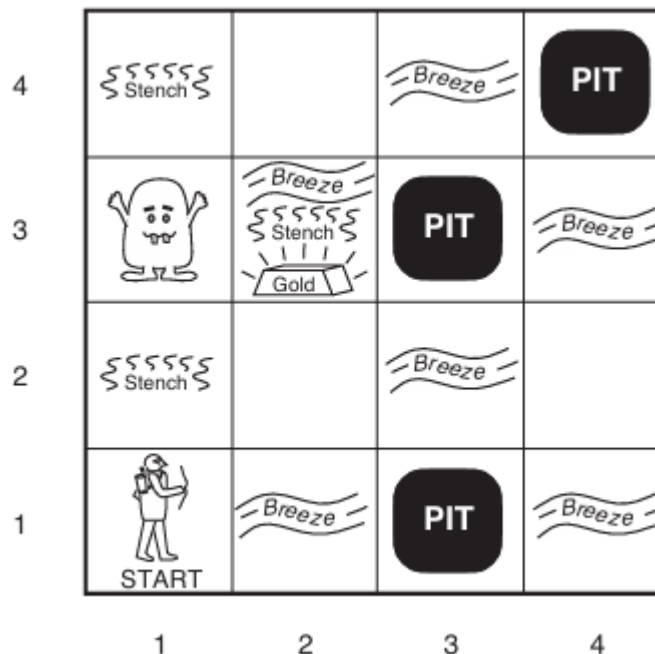 4
Stench
Breeze
PIT
3
Breeze
Stench
Gold
PIT
Breeze
2
Stench
Breeze
1
START
Breeze
PIT
Breeze
1 2 3 4